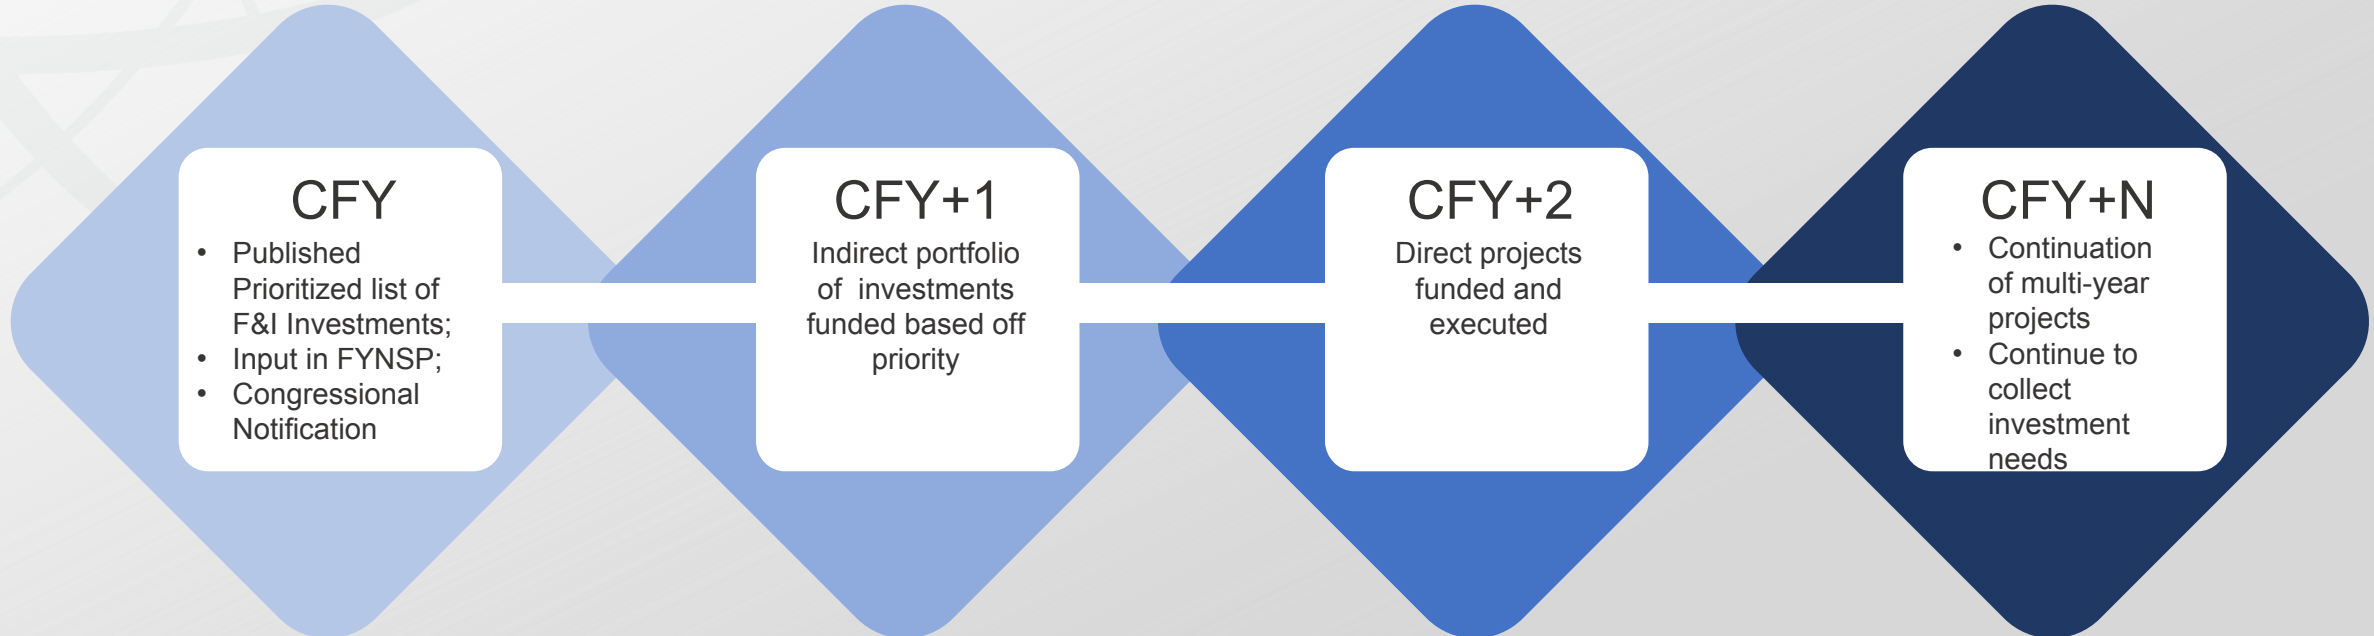 CFY
• Published
Prioritized list of
F&I Investments;
• Input in FYNSP;
• Congressional
Notification
CFY+1
Indirect portfolio
of investments
funded based off
priority
CFY+2
Direct projects
funded and
executed
CFY+N
• Continuation
of multi-year
projects
• Continue to
collect
investment
needs